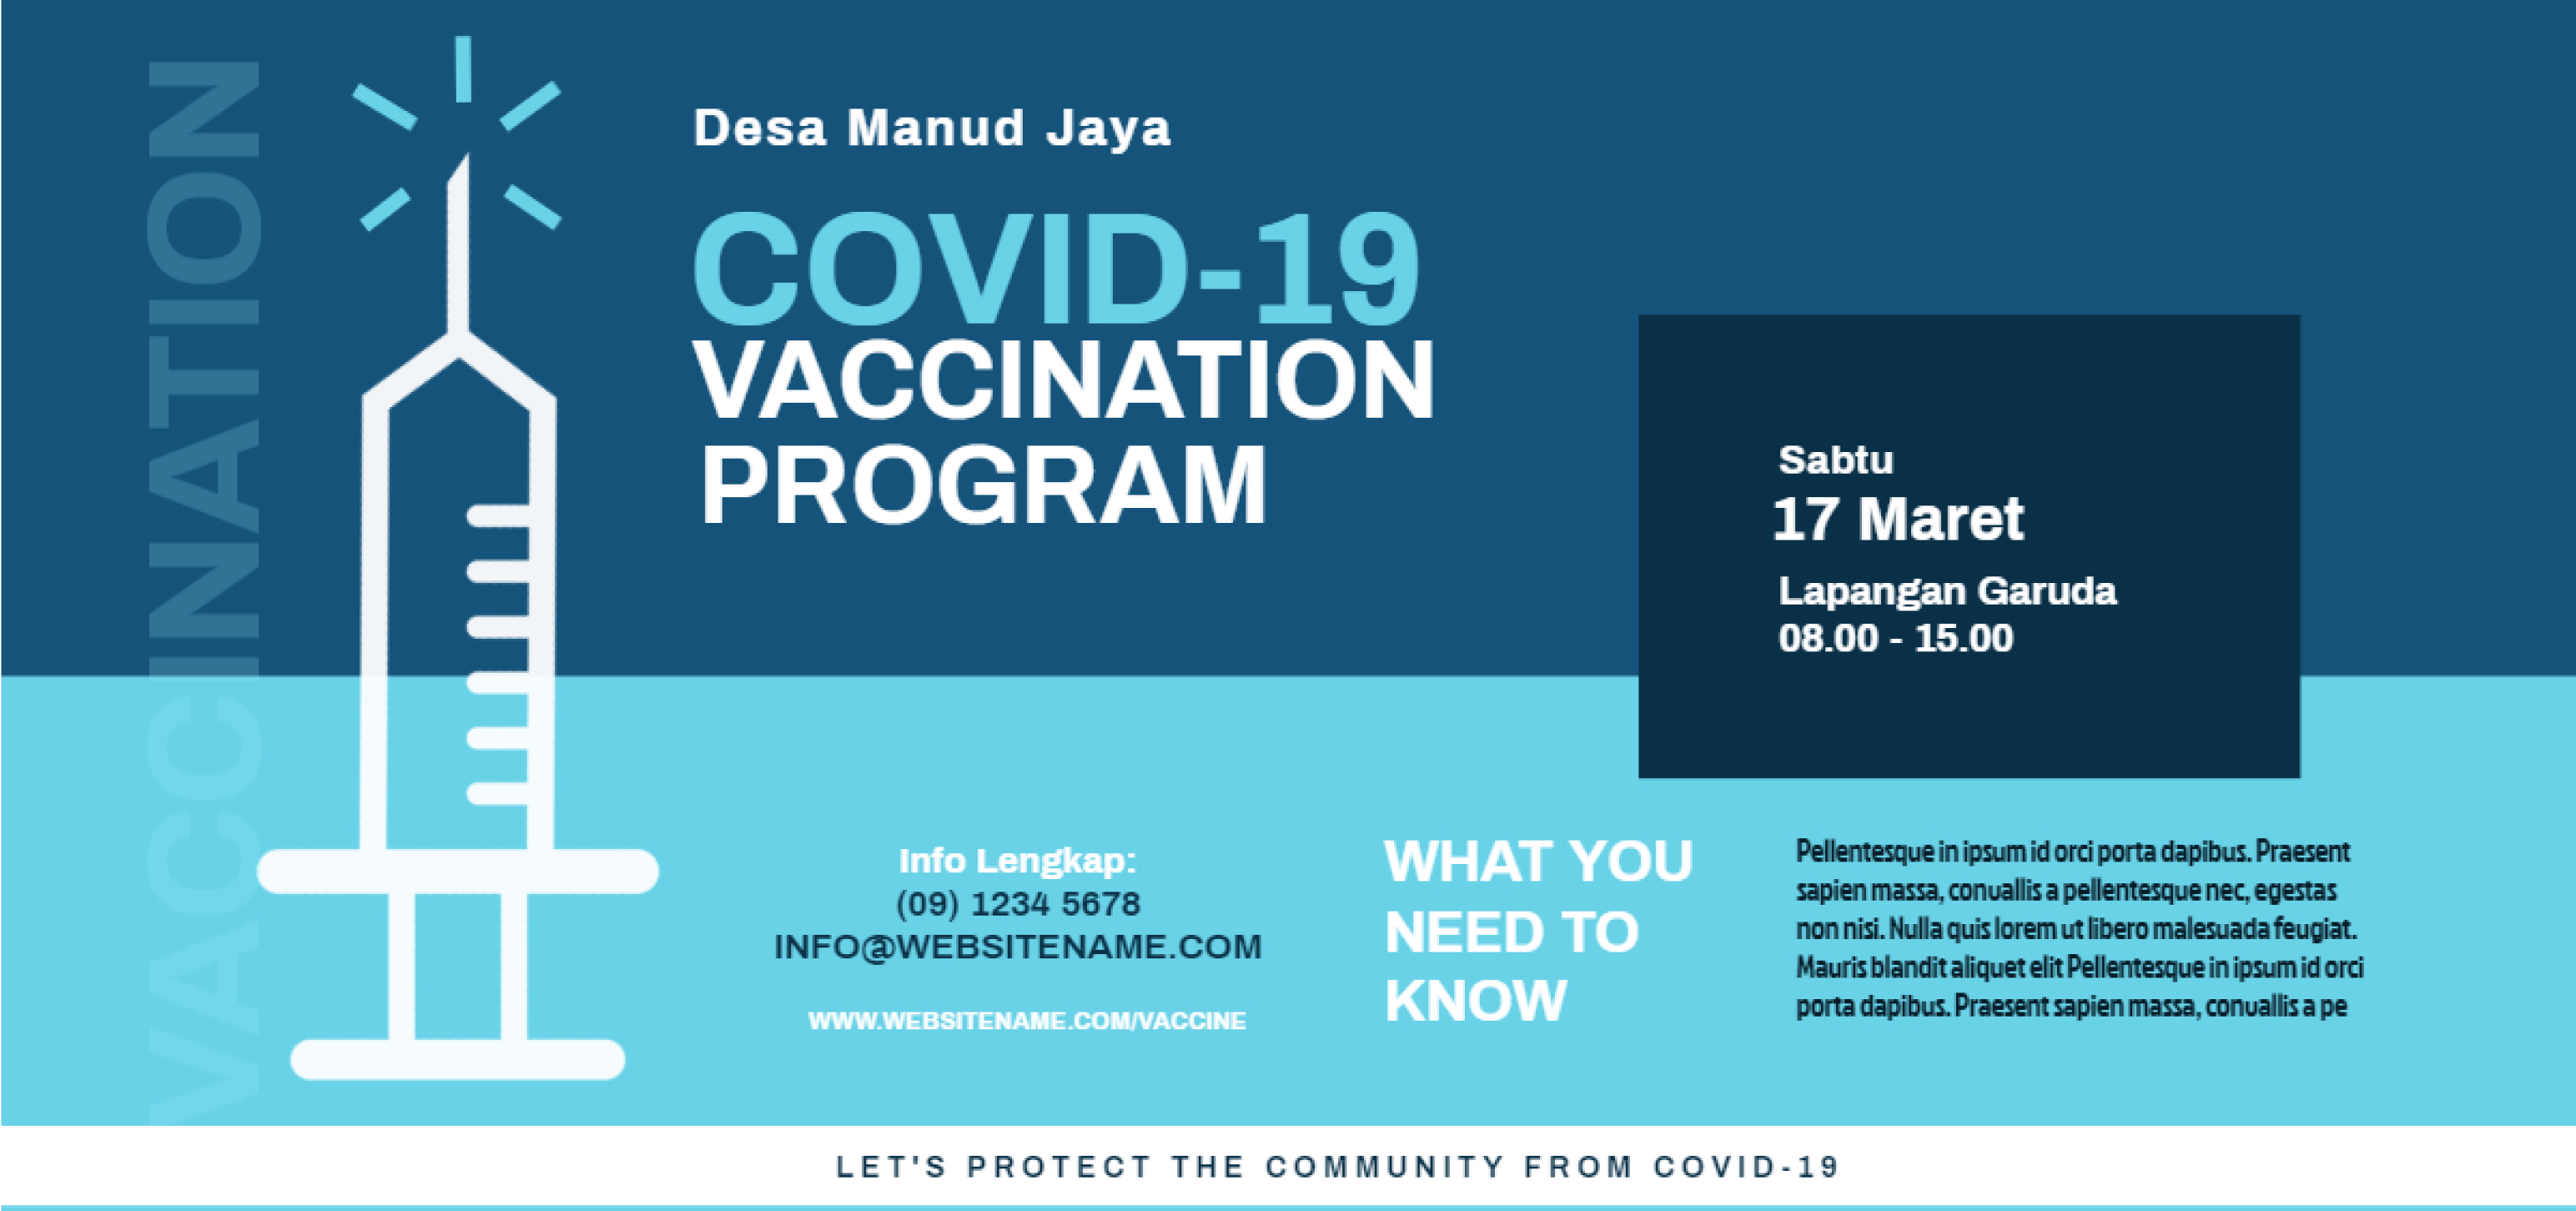 VACCINATION
Desa Manud Jaya
COVID-19
VACCINATION
PROGRAM
Sabtu
17 Maret
Lapangan Garuda
08.00 - 15.00
Info Lengkap:
(09) 1234 5678
INFO@WEBSITENAME.COM
WWW.WEBSITENAME.COM/VACCINE
WHAT YOU
NEED TO
KNOW
Pellentesque in ipsum id orci porta dapibus. Praesent
sapien massa, convallis a pellentesque nec, egestas
non nisi. Nulla quis lorem ut libero malesuada feugiat.
Mauris blandit aliquet elit Pellentesque in ipsum id orci
porta dapibus. Praesent sapien massa, convallis a pe
LET'S PROTECT THE COMMUNITY FROM COVID-19